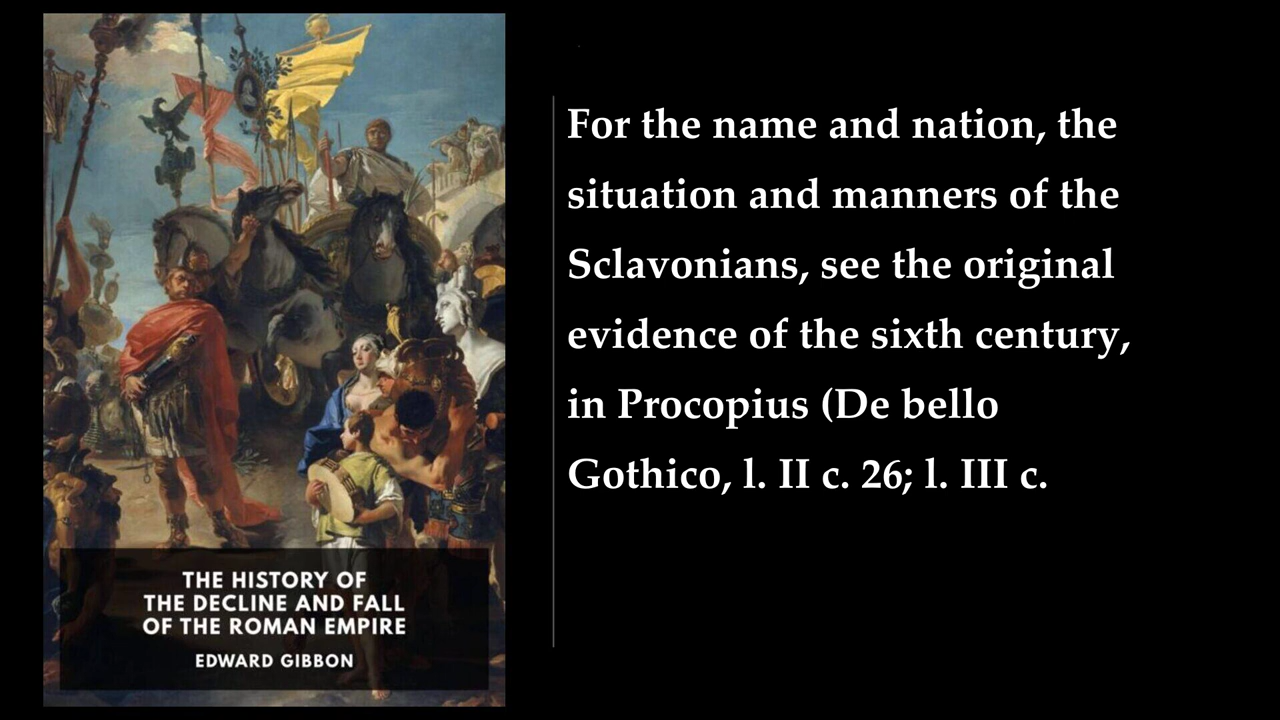 THE HISTORY OF
THE DECLINE AND FALL
OF THE ROMAN EMPIRE
EDWARD GIBBON
For the name and nation, the
situation and manners of the
Sclavonians, see the original
evidence of the sixth century,
in Procopius (De bello
Gothico, l. II c. 26; l. III c.